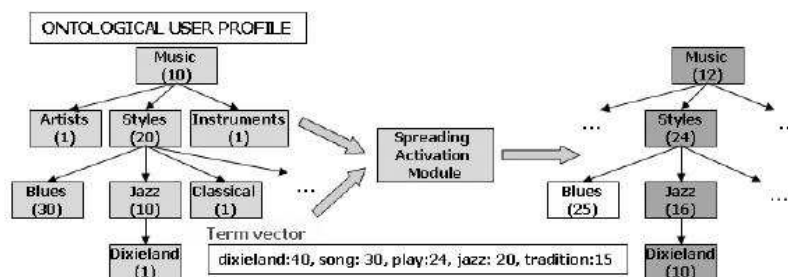 ONTOLOGICAL USER PROFILE
Music
(10)
Artists
(1)
Styles
(20)
Instruments
(1)
Blues
(30)
Jazz
(10)
Classical
(1)
...
Dixieland
(1)
Term vector
dixieland:40, song: 30, play:24, jazz: 20, tradition:15
Spreading
Activation
Module
Music
(12)
...
Styles
(24)
...
Blues
(25)
Jazz
(16)
...
Dixieland
(10)